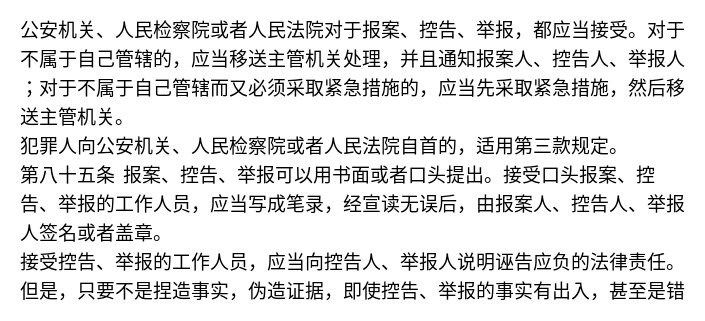 公安机关、人民检察院或者人民法院对于报案、控告、举报，都应当接受。对于
不属于自己管辖的，应当移送主管机关处理，并且通知报案人、控告人、举报人
；对于不属于自己管辖而又必须采取紧急措施的，应当先采取紧急措施，然后移
送主管机关。
犯罪人向公安机关、人民检察院或者人民法院自首的，适用第三款规定。
第八十五条 报案、控告、举报可以用书面或者口头提出。接受口头报案、控
告、举报的工作人员，应当写成笔录，经宣读无误后，由报案人、控告人、举报
人签名或者盖章。
接受控告、举报的工作人员，应当向控告人、举报人说明诬告应负的法律责任。
但是，只要不是捏造事实，伪造证据，即使控告、举报的事实有出入，甚至是错